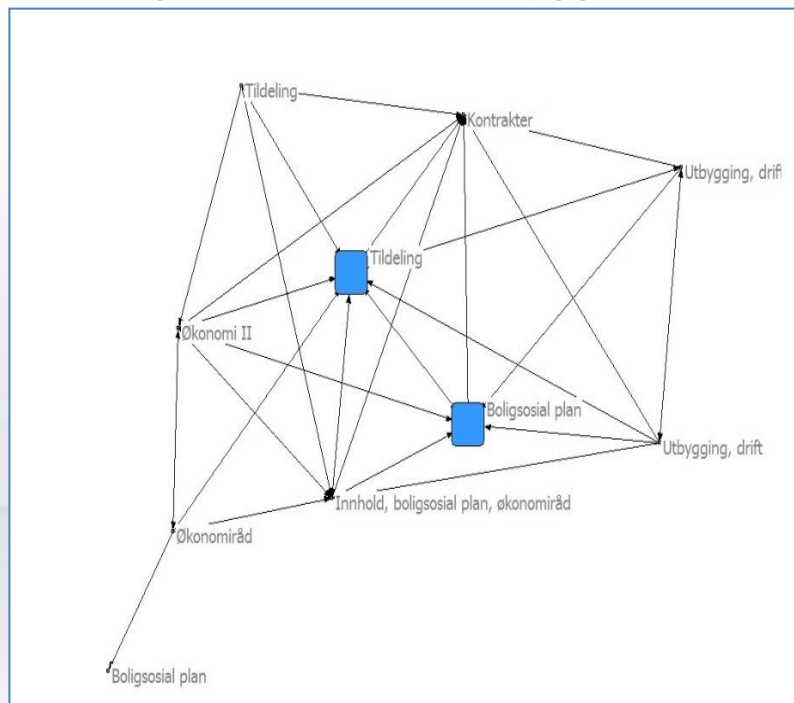 Tildeling
Kontrakter
Utbygging, drift
Tildeling
Økonomi II
Boligsosial plan
Utbygging, drift
Innhold, boligsosial plan, økonomiråd
Økonomiråd
Boligsosial plan